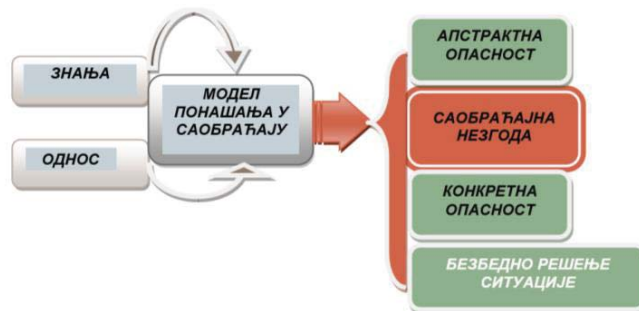 ЗНАЊА
ОДНОС
МОДЕЛ
ПОНАШАЊА У
САОБРАЋАЈУ
АПСТРАКТНА
ОПАСНОСТ
САОБРАЋАЈНА
НЕЗГОДА
КОНКРЕТНА
ОПАСНОСТ
БЕЗБЕДНО РЕШЕЊЕ
СИТУАЦИЈЕ